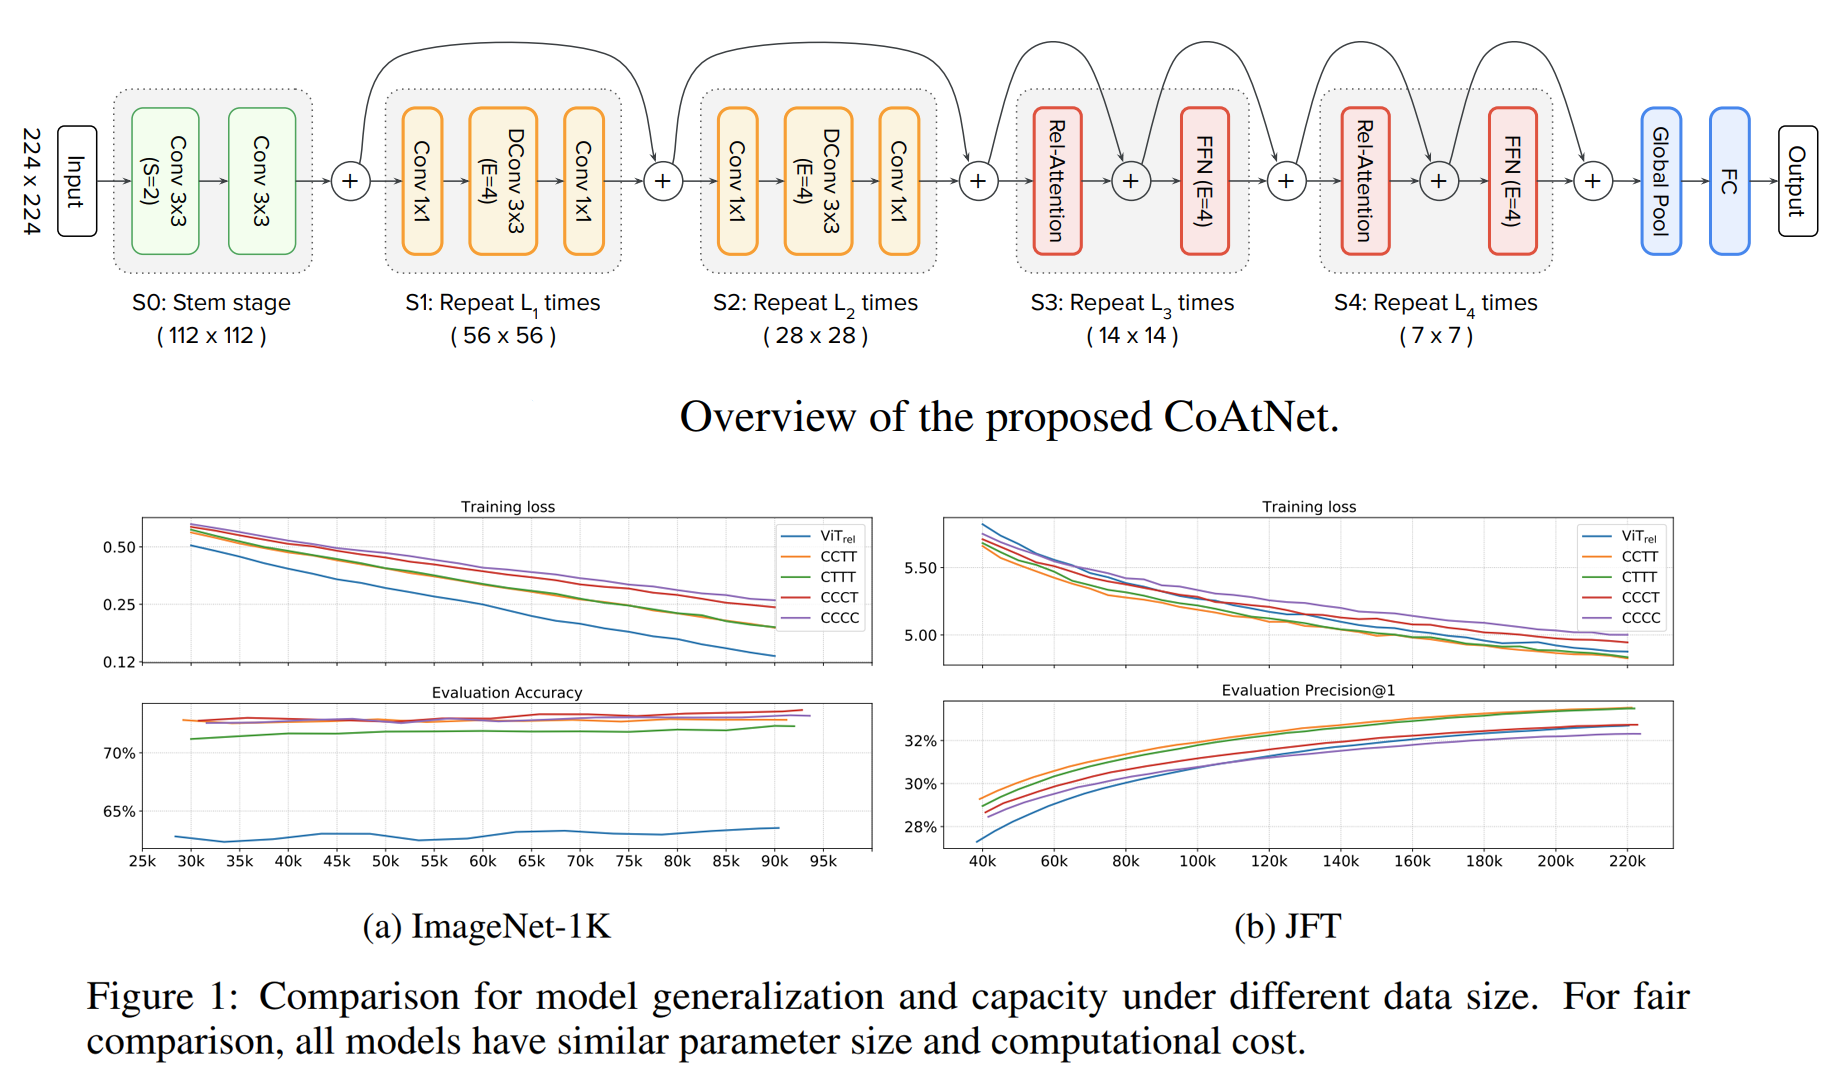 224 x 224
Input
Conv 3x3
(S=2)
Conv 3x3
+
Conv 1x1
DConv 3x3
(E=4)
Conv 1x1
+
Conv 1x1
DConv 3x3
(E=4)
Conv 1x1
+
Rel-Attention
+
FFN (E=4)
+
Rel-Attention
+
FFN (E=4)
+
Global Pool
FC
Output
S0: Stem stage
( 112 x 112 )
S1: Repeat L1 times
( 56 x 56 )
S2: Repeat L2 times
( 28 x 28 )
S3: Repeat L3 times
( 14 x 14 )
S4: Repeat L4 times
( 7 x 7 )
Overview of the proposed CoAtNet.
Training loss
0.50
0.25
0.12
ViTrel
CCTT
CTTT
CCCT
CCCC
Evaluation Accuracy
70%
65%
25k 30k 35k 40k 45k 50k 55k 60k 65k 70k 75k 80k 85k 90k 95k
(a) ImageNet-1K
Training loss
5.50
5.00
ViTrel
CCTT
CTTT
CCCT
CCCC
Evaluation Precision@1
32%
30%
28%
40k 60k 80k 100k 120k 140k 160k 180k 200k 220k
(b) JFT
Figure 1: Comparison for model generalization and capacity under different data size. For fair
comparison, all models have similar parameter size and computational cost.